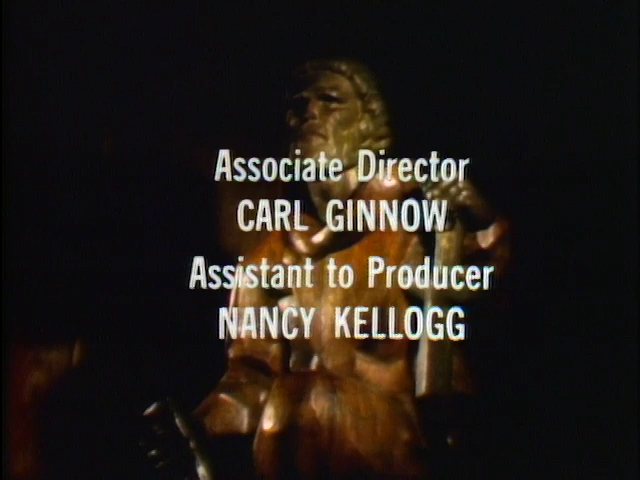 Associate Director
CARL GINNOW
Assistant to Producer
NANCY KELLOGG